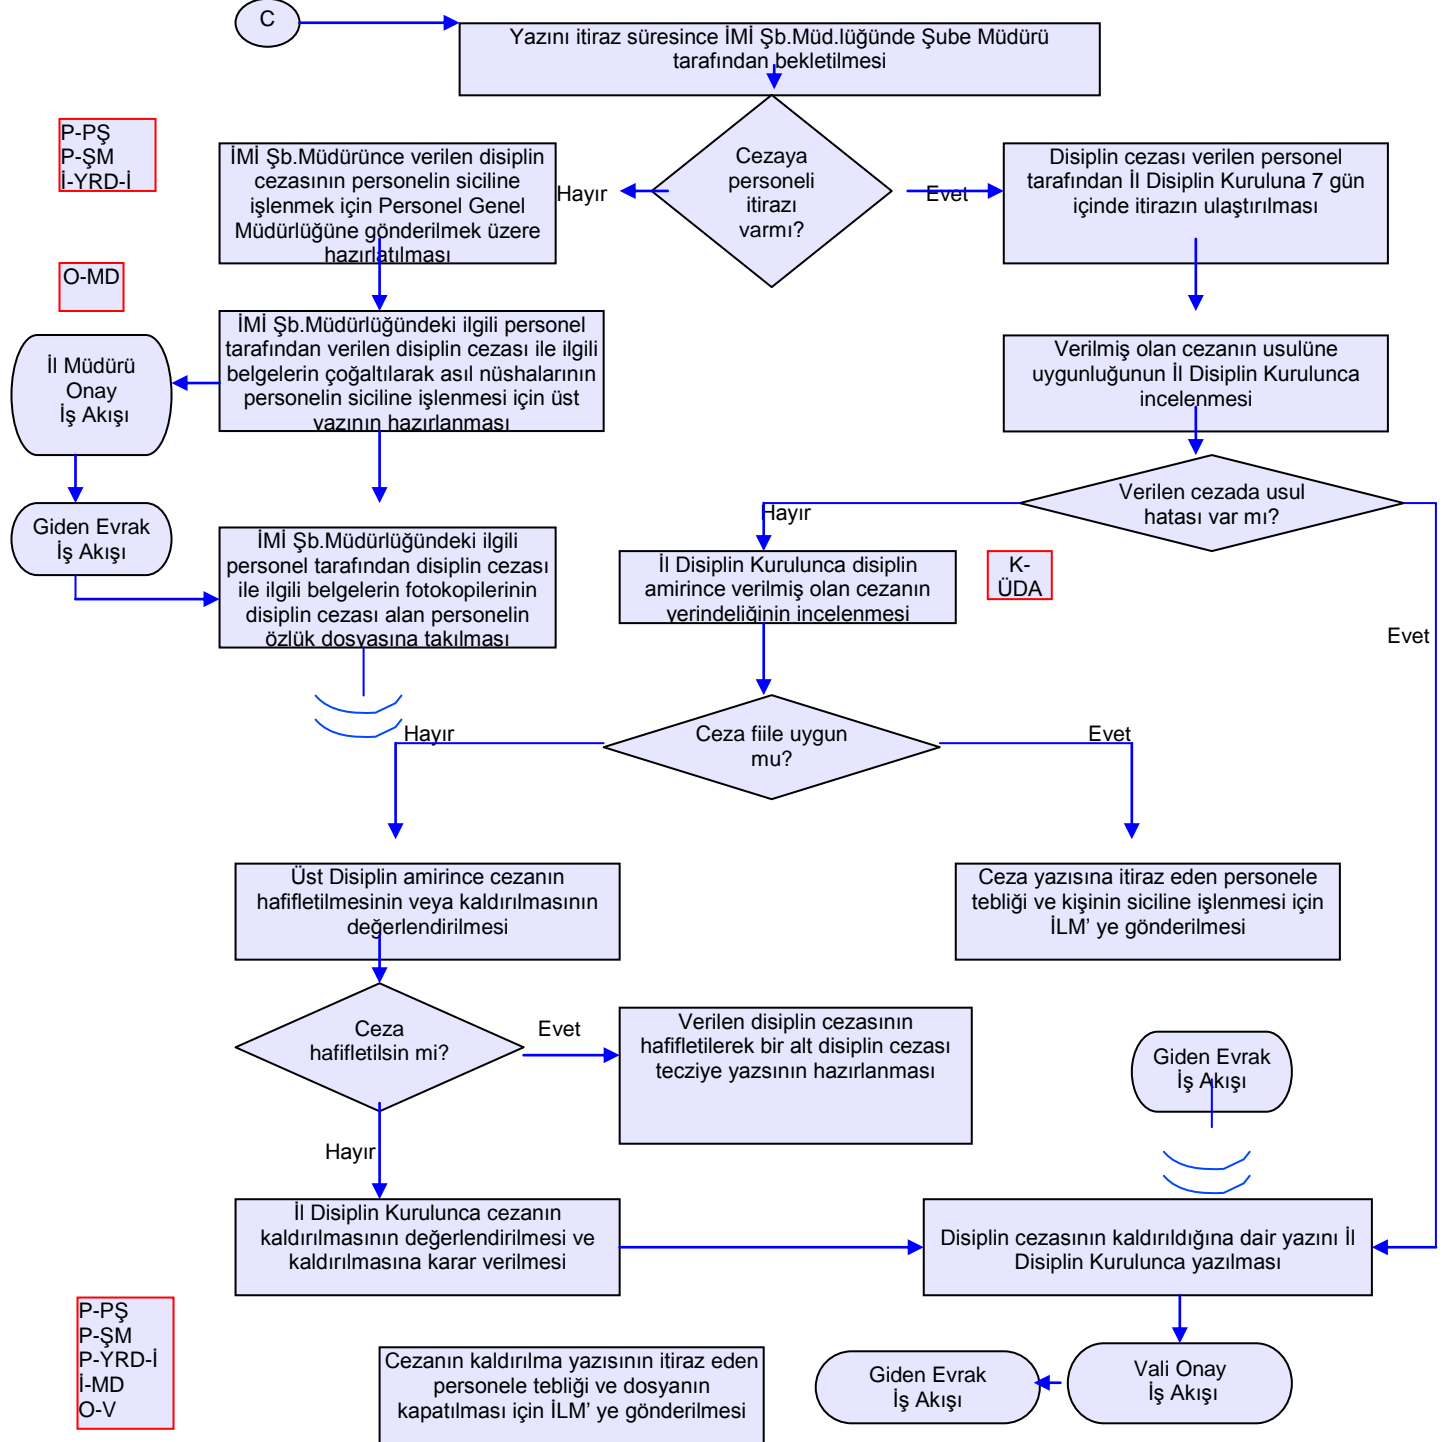 C
Yazını itiraz süresince İMİ Şb.Müd.lüğünde Şube Müdürü
tarafından bekletilmesi
P-PŞ
P-ŞM
İ-YRD-İ
İMİ Şb.Müdürünce verilen disiplin
cezasının personelin siciline
işlenmek için Personel Genel
Müdürlüğüne gönderilmek üzere
hazırlatılması
Hayır
Cezaya
personeli
itirazı
varmı?
Evet
Disiplin cezası verilen personel
tarafından İl Disiplin Kuruluna 7 gün
içinde itirazın ulaştırılması
O-MD
İl Müdürü
Onay
İş Akışı
İMİ Şb.Müdürlüğündeki ilgili personel
tarafından verilen disiplin cezası ile ilgili
belgelerin çoğaltılarak asıl nüshalarının
personelin siciline işlenmesi için üst
yazının hazırlanması
Verilmiş olan cezanın usulüne
uygunluğunun İl Disiplin Kurulunca
incelenmesi
Verilen cezada usul
hatası var mı?
Hayır
Evet
Giden Evrak
İş Akışı
İMİ Şb.Müdürlüğündeki ilgili
personel tarafından disiplin cezası
ile ilgili belgelerin fotokopilerinin
disiplin cezası alan personelin
özlük dosyasına takılması
İl Disiplin Kurulunca disiplin
amirince verilmiş olan cezanın
yerindeliğinin incelenmesi
K-
ÜDA
Hayır
Ceza fiile uygun
mu?
Evet
Üst Disiplin amirince cezanın
hafifletilmesinin veya kaldırılmasının
değerlendirilmesi
Ceza yazısına itiraz eden personele
tebliği ve kişinin siciline işlenmesi için
İLM’ ye gönderilmesi
Ceza
hafifletilsin mi?
Evet
Verilen disiplin cezasının
hafifletilerek bir alt disiplin cezası
tecziye yazsının hazırlanması
Giden Evrak
İş Akışı
Hayır
İl Disiplin Kurulunca cezanın
kaldırılmasının değerlendirilmesi ve
kaldırılmasına karar verilmesi
Disiplin cezasının kaldırıldığına dair yazını İl
Disiplin Kurulunca yazılması
P-PŞ
P-ŞM
P-YRD-İ
İ-MD
O-V
Cezanın kaldırılma yazısının itiraz eden
personele tebliği ve dosyanın
kapatılması için İLM’ ye gönderilmesi
Giden Evrak
İş Akışı
Vali Onay
İş Akışı